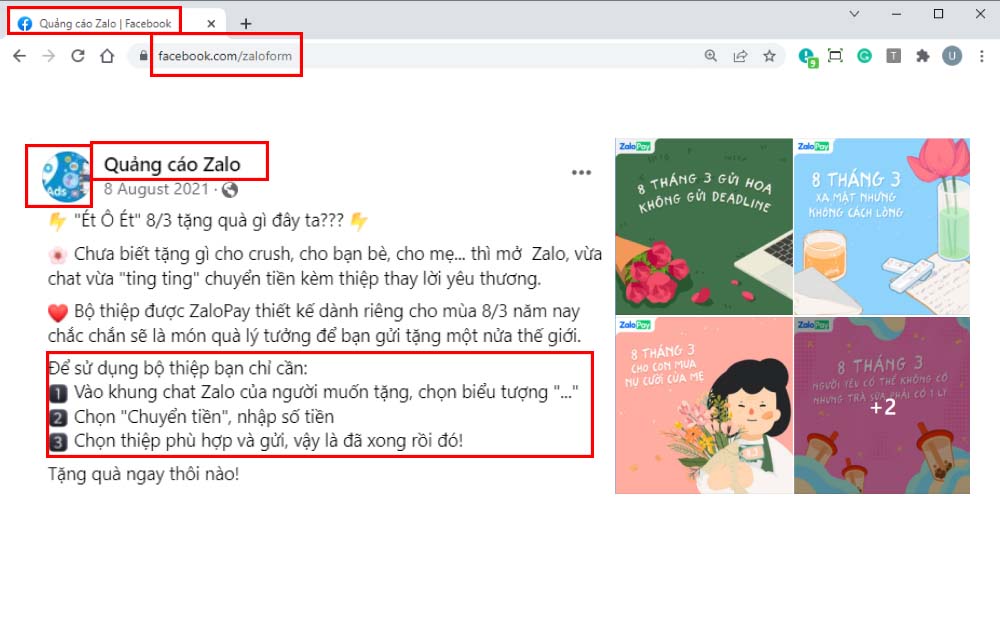 Quảng cáo Zalo | Facebook
facebook.com/zaloform
9
T
U
Ads
Quảng cáo Zalo
8 August 2021 ·
⚡ "Ét Ô Ét" 8/3 tặng quà gì đây ta??? ⚡
🌸 Chưa biết tặng gì cho crush, cho bạn bè, cho mẹ... thì mở Zalo, vừa
chat vừa "ting ting" chuyển tiền kèm thiệp thay lời yêu thương.
❤️ Bộ thiệp được ZaloPay thiết kế dành riêng cho mùa 8/3 năm nay
chắc chắn sẽ là món quà lý tưởng để bạn gửi tặng một nửa thế giới.
Để sử dụng bộ thiệp bạn chỉ cần:
1 Vào khung chat Zalo của người muốn tặng, chọn biểu tượng "..."
2 Chọn "Chuyển tiền", nhập số tiền
3 Chọn thiệp phù hợp và gửi, vậy là đã xong rồi đó!
Tặng quà ngay thôi nào!
ZaloPay
8 THÁNG 3 GỬI HOA
KHÔNG GỬI DEADLINE
ZaloPay
8 THÁNG 3
XA MẶT NHƯNG
KHÔNG CÁCH LÒNG
ZaloPay
8 THÁNG 3
CHO CON MUA
NỤ CƯỜI CỦA MẸ
ZaloPay
8 THÁNG 3
NGƯỜI YÊU CÓ THỂ KHÔNG CÓ
NHƯNG TRÀ SỮA PHẢI CÓ 1 LY
+2